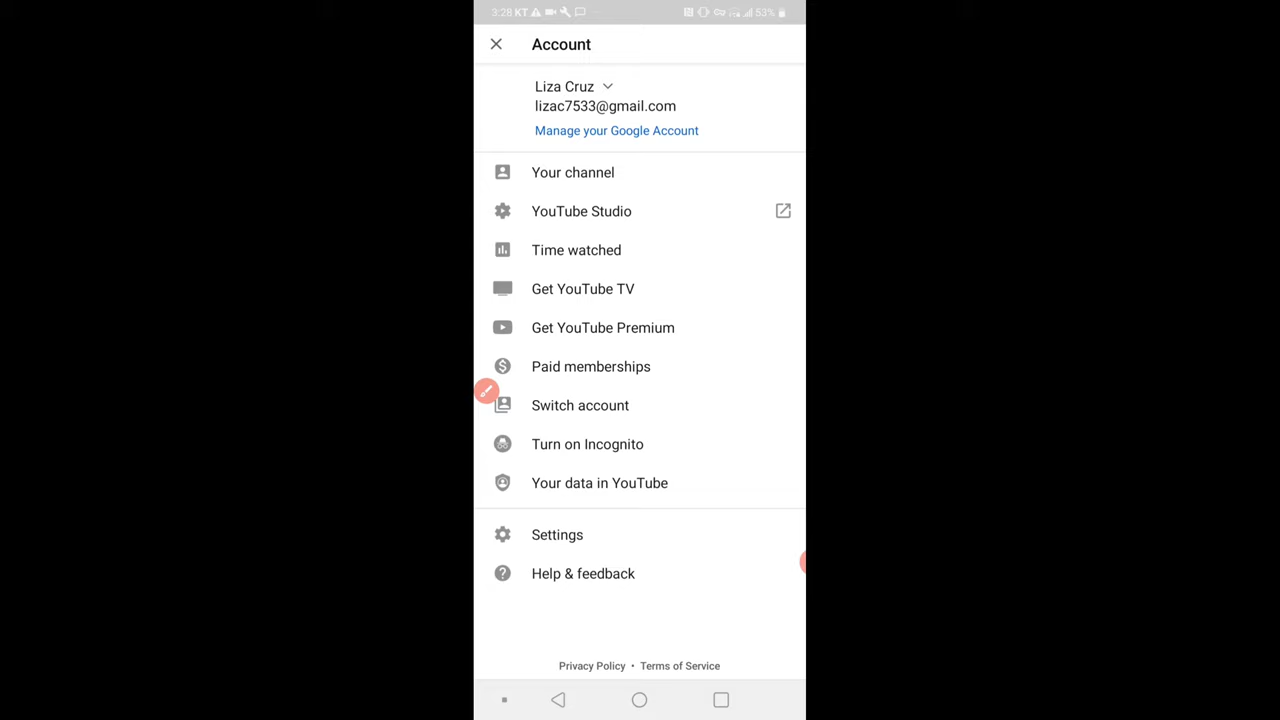 3:28 KT 53%
Account
Liza Cruz
lizac7533@gmail.com
Manage your Google Account
Your channel
YouTube Studio
Time watched
Get YouTube TV
Get YouTube Premium
Paid memberships
Switch account
Turn on Incognito
Your data in YouTube
Settings
Help & feedback
Privacy Policy • Terms of Service